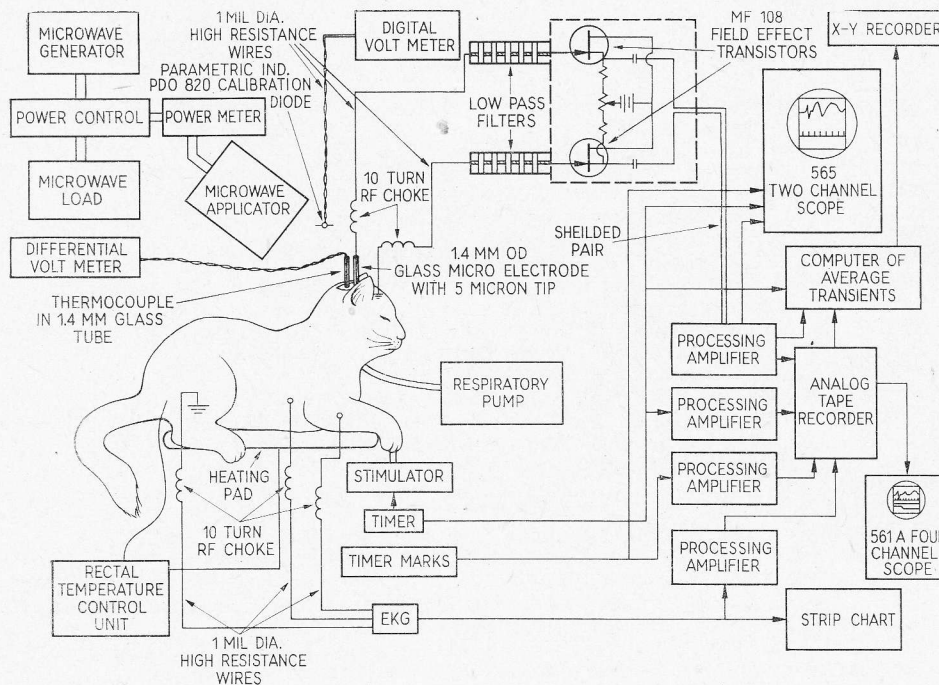 MICROWAVE
GENERATOR
POWER CONTROL
POWER METER
MICROWAVE
LOAD
MICROWAVE
APPLICATOR
1 MIL DIA.
HIGH RESISTANCE
WIRES
PARAMETRIC IND.
PDO 820 CALIBRATION
DIODE
DIGITAL
VOLT METER
LOW PASS
FILTERS
MF 108
FIELD EFFECT
TRANSISTORS
X-Y RECORDER
565
TWO CHANNEL
SCOPE
10 TURN
RF CHOKE
SHEILDED
PAIR
DIFFERENTIAL
VOLT METER
1.4 MM OD
GLASS MICRO ELECTRODE
WITH 5 MICRON TIP
THERMOCOUPLE
IN 1.4 MM GLASS
TUBE
COMPUTER OF
AVERAGE
TRANSIENTS
PROCESSING
AMPLIFIER
RESPIRATORY
PUMP
ANALOG
TAPE
RECORDER
PROCESSING
AMPLIFIER
HEATING
PAD
STIMULATOR
PROCESSING
AMPLIFIER
TIMER
10 TURN
RF CHOKE
561 A FOUR
CHANNEL
SCOPE
TIMER MARKS
PROCESSING
AMPLIFIER
RECTAL
TEMPERATURE
CONTROL
UNIT
EKG
STRIP CHART
1 MIL DIA.
HIGH RESISTANCE
WIRES